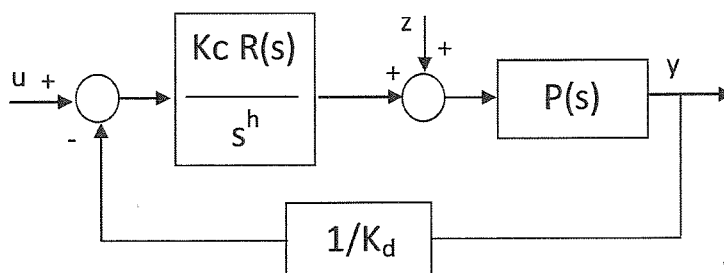 z
+
u +
Kc R(s)
s^h
+
P(s)
y
-
1/K_d